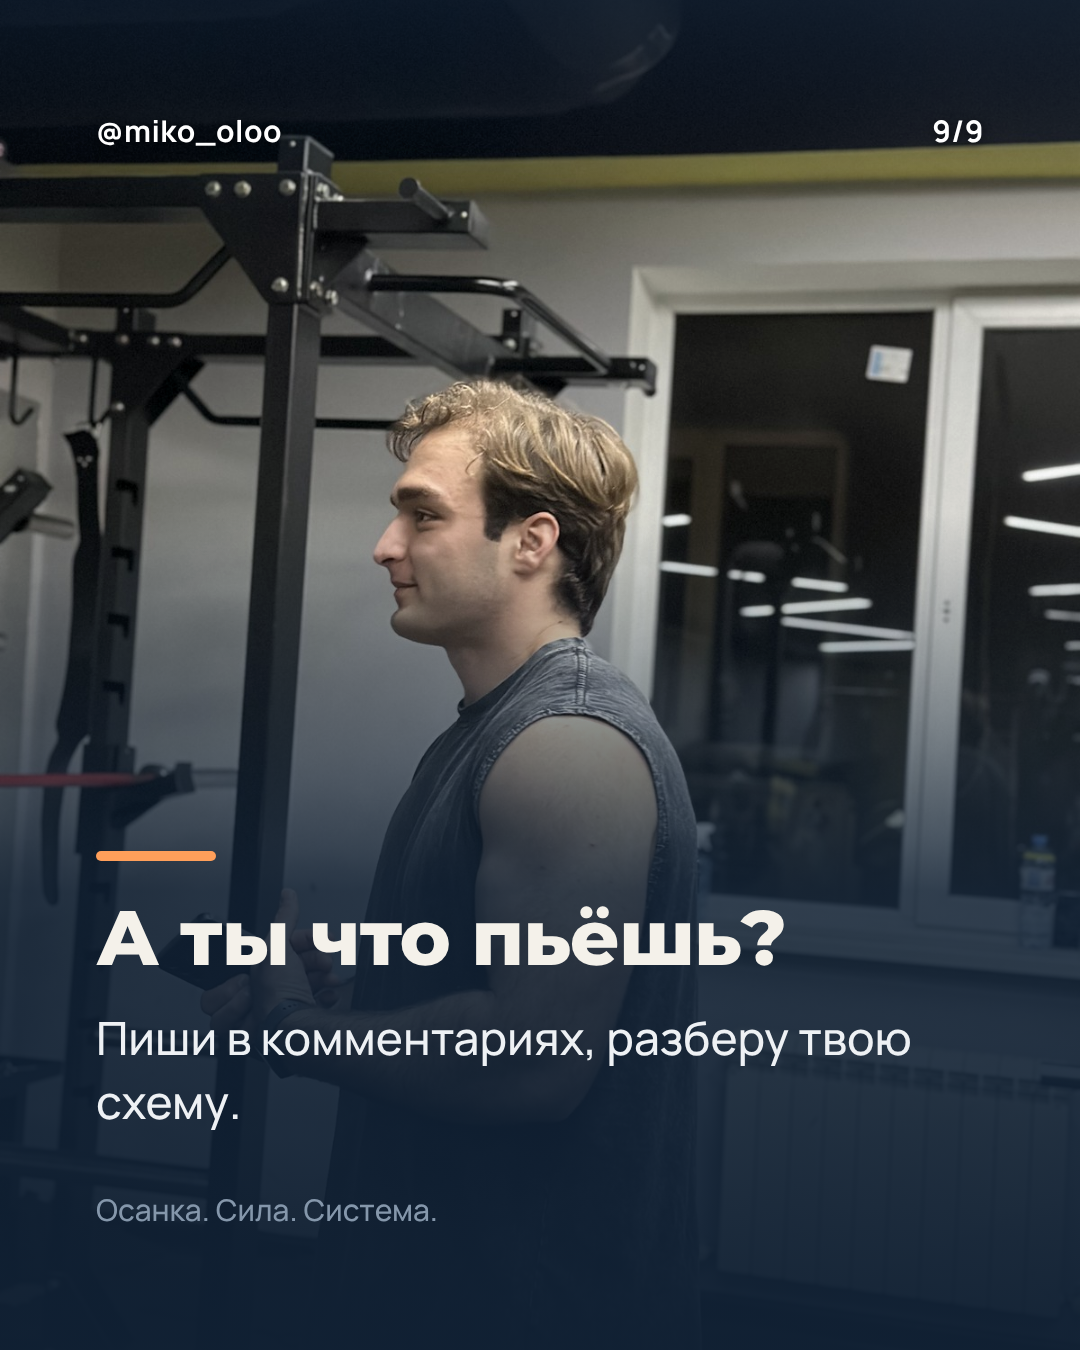 @miko_oloo
9/9
А ты что пьёшь?
Пиши в комментариях, разберу твою
схему.
Осанка. Сила. Система.